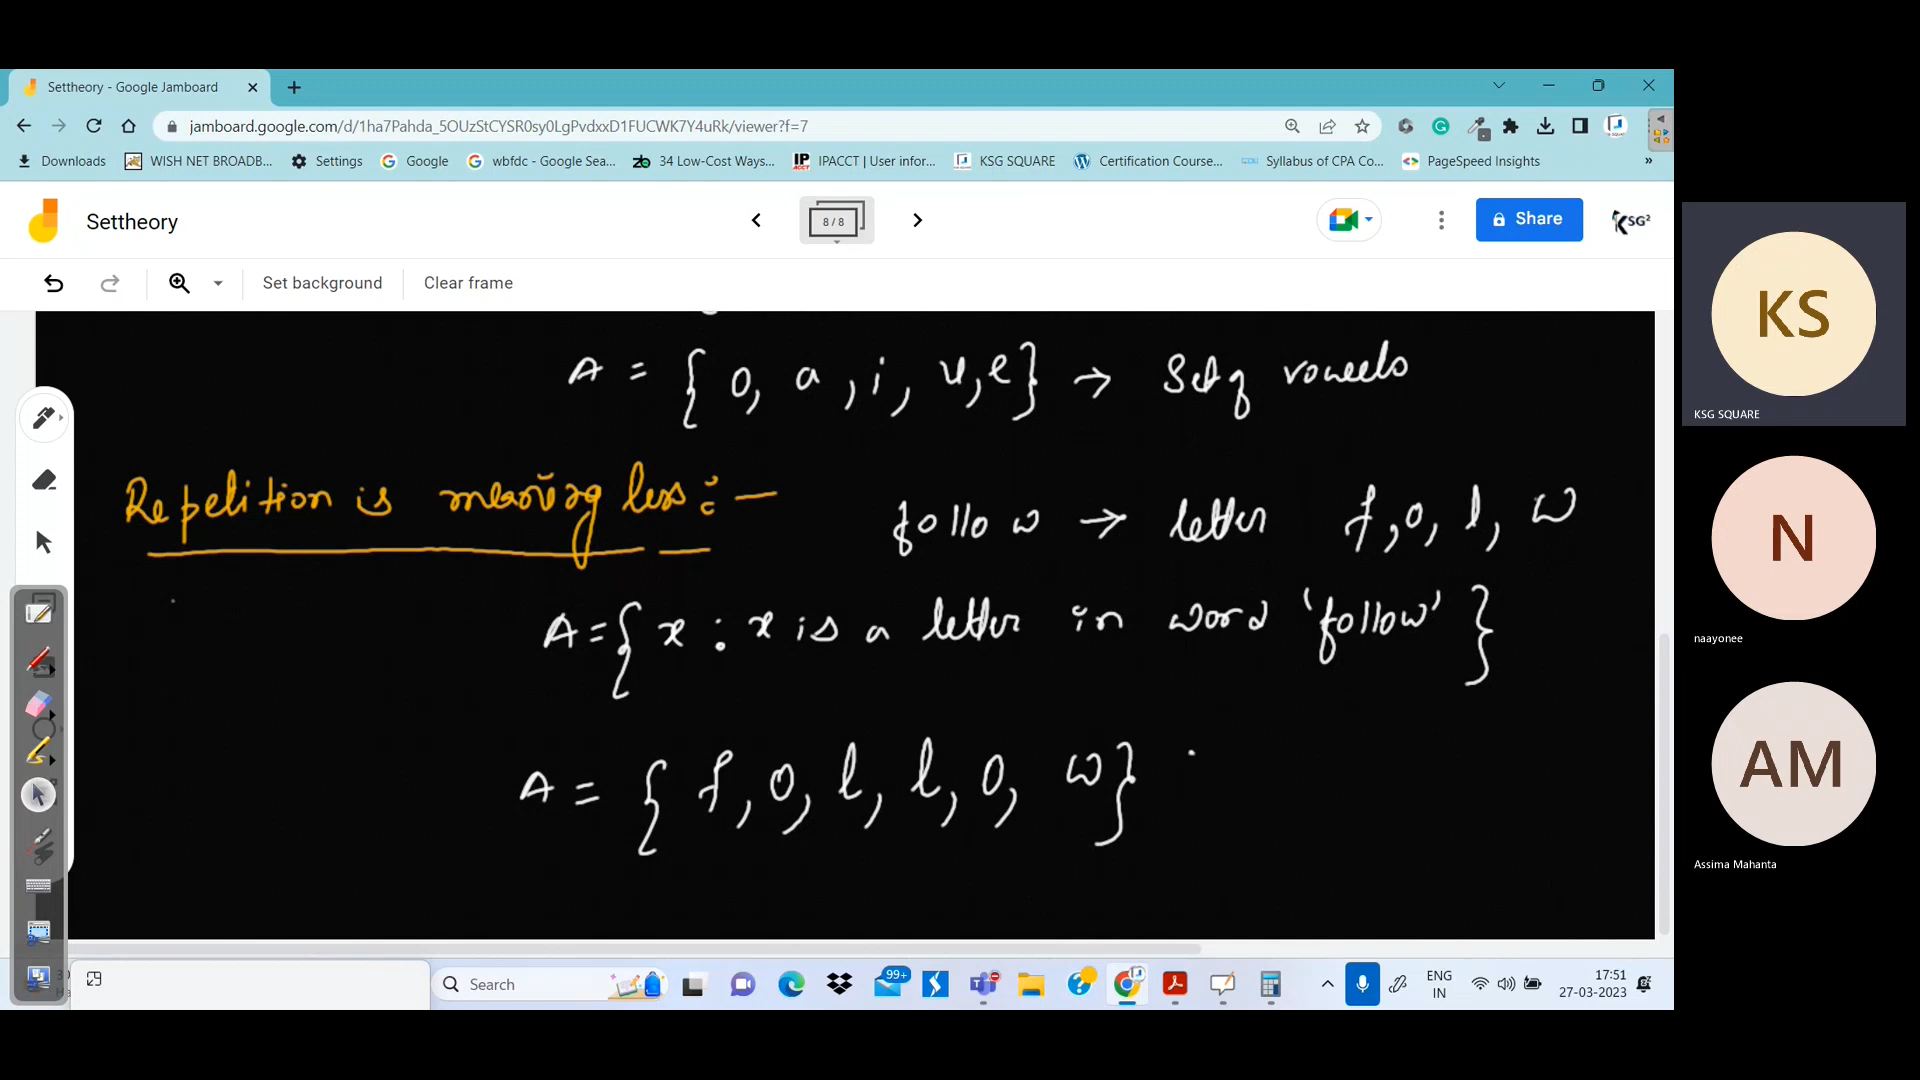 Settheory - Google Jamboard
jamboard.google.com/d/1ha7Pahda_5OUzStCYSR0sy0LgPvdxxD1FUCWK7Y4uRk/viewer?f=7
Downloads WISH NET BROADB... Settings Google wbfdc - Google Sea... 34 Low-Cost Ways... IPACCT | User infor... KSG SQUARE Certification Course... Syllabus of CPA Co... PageSpeed Insights »
Settheory 8 / 8 Share KSG²
Set background Clear frame
A = { o, a, i, u, e } → Set of vowels
Repetition is meaning less : —
follow → letter f, o, l, w
A = { x : x is a letter in word 'follow' }
A = { f, o, l, l, o, w }
KS
KSG SQUARE
N
naayonee
AM
Assima Mahanta
Search 99+ ENG IN 17:51 27-03-2023